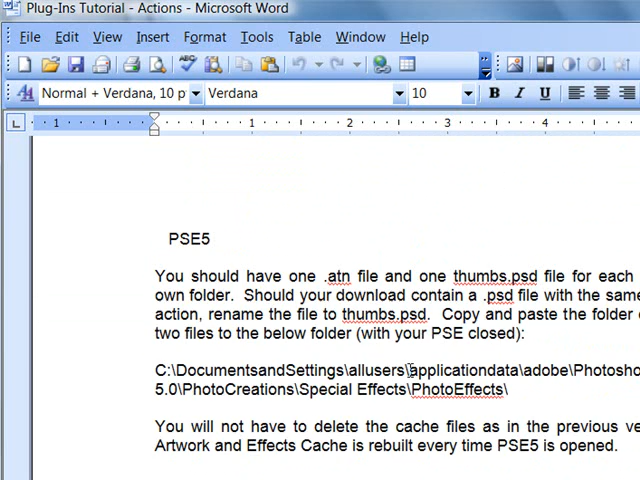 Plug-Ins Tutorial - Actions - Microsoft Word
File Edit View Insert Format Tools Table Window Help
Normal + Verdana, 10 p Verdana 10 B I U
1 1 2 3 4
PSE5
You should have one .atn file and one thumbs.psd file for each
own folder. Should your download contain a .psd file with the same
action, rename the file to thumbs.psd. Copy and paste the folder
two files to the below folder (with your PSE closed):
C:\DocumentsandSettings\allusers\applicationdata\adobe\Photosho
5.0\PhotoCreations\Special Effects\PhotoEffects\
You will not have to delete the cache files as in the previous ve
Artwork and Effects Cache is rebuilt every time PSE5 is opened.